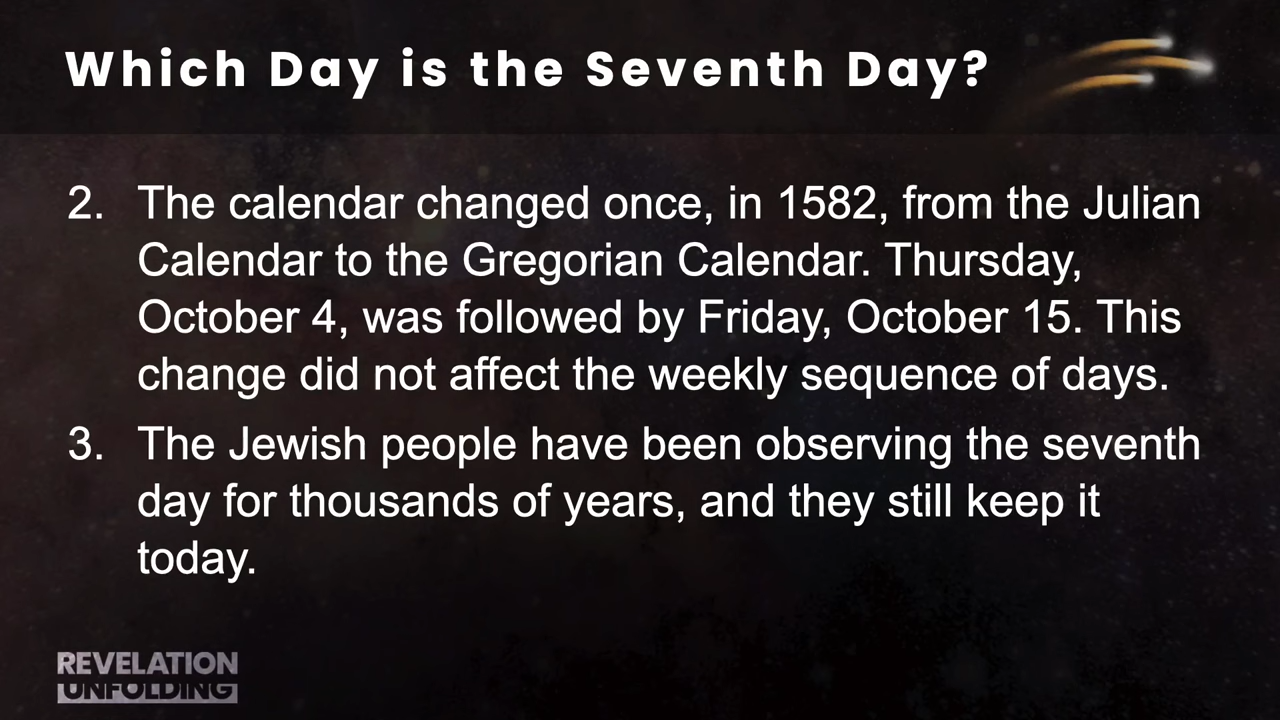 Which Day is the Seventh Day?
2. The calendar changed once, in 1582, from the Julian
Calendar to the Gregorian Calendar. Thursday,
October 4, was followed by Friday, October 15. This
change did not affect the weekly sequence of days.
3. The Jewish people have been observing the seventh
day for thousands of years, and they still keep it
today.
REVELATION
UNFOLDING